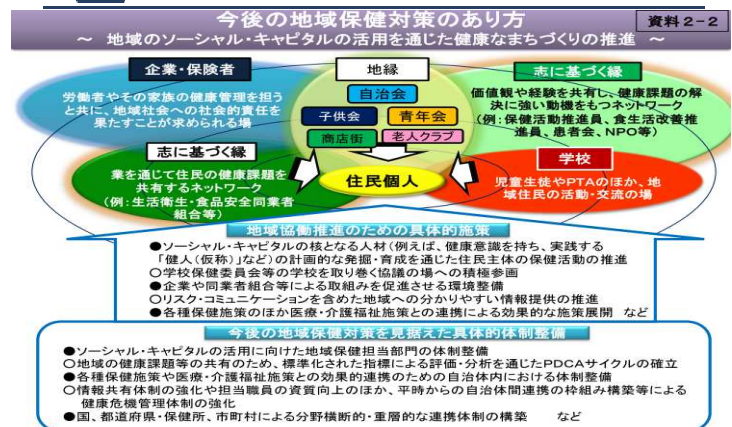 今後の地域保健対策のあり方
資料２－２
～ 地域のソーシャル・キャピタルの活用を通じた健康なまちづくりの推進 ～
企業・保険者
労働者やその家族の健康管理を担う
と共に、地域社会への社会的責任を
果たすことが求められる場
地縁
自治会
子供会
青年会
商店街
老人クラブ
志に基づく縁
価値観や経験を共有し、健康課題の解
決に強い動機をもつネットワーク
（例：保健活動推進員、食生活改善推
進員、患者会、NPO等）
志に基づく縁
業を通じて住民の健康課題を
共有するネットワーク
（例：生活衛生・食品安全同業者
組合等）
住民個人
学校
児童生徒やPTAのほか、地
域住民の活動・交流の場
地域協働推進のための具体的施策
●ソーシャル・キャピタルの核となる人材（例えば、健康意識を持ち、実践する
「健人（仮称）」など）の計画的な発掘・育成を通じた住民主体の保健活動の推進
○学校保健委員会等の学校を取り巻く協議の場への積極参画
●企業や同業者組合等による取組みを促進させる環境整備
○リスク・コミュニケーションを含めた地域への分かりやすい情報提供の推進
●各種保健施策のほか医療・介護福祉施策との連携による効果的な施策展開　など
今後の地域保健対策を見据えた具体的体制整備
●ソーシャル・キャピタルの活用に向けた地域保健担当部門の体制整備
○地域の健康課題等の共有のため、標準化された指標による評価・分析を通じたPDCAサイクルの確立
●各種保健施策や医療・介護福祉施策との効果的連携のための自治体内における体制整備
○情報共有体制の強化や担当職員の資質向上のほか、平時からの自治体間連携の枠組み構築等による
健康危機管理体制の強化
●国、都道府県・保健所、市町村による分野横断的・重層的な連携体制の構築　など